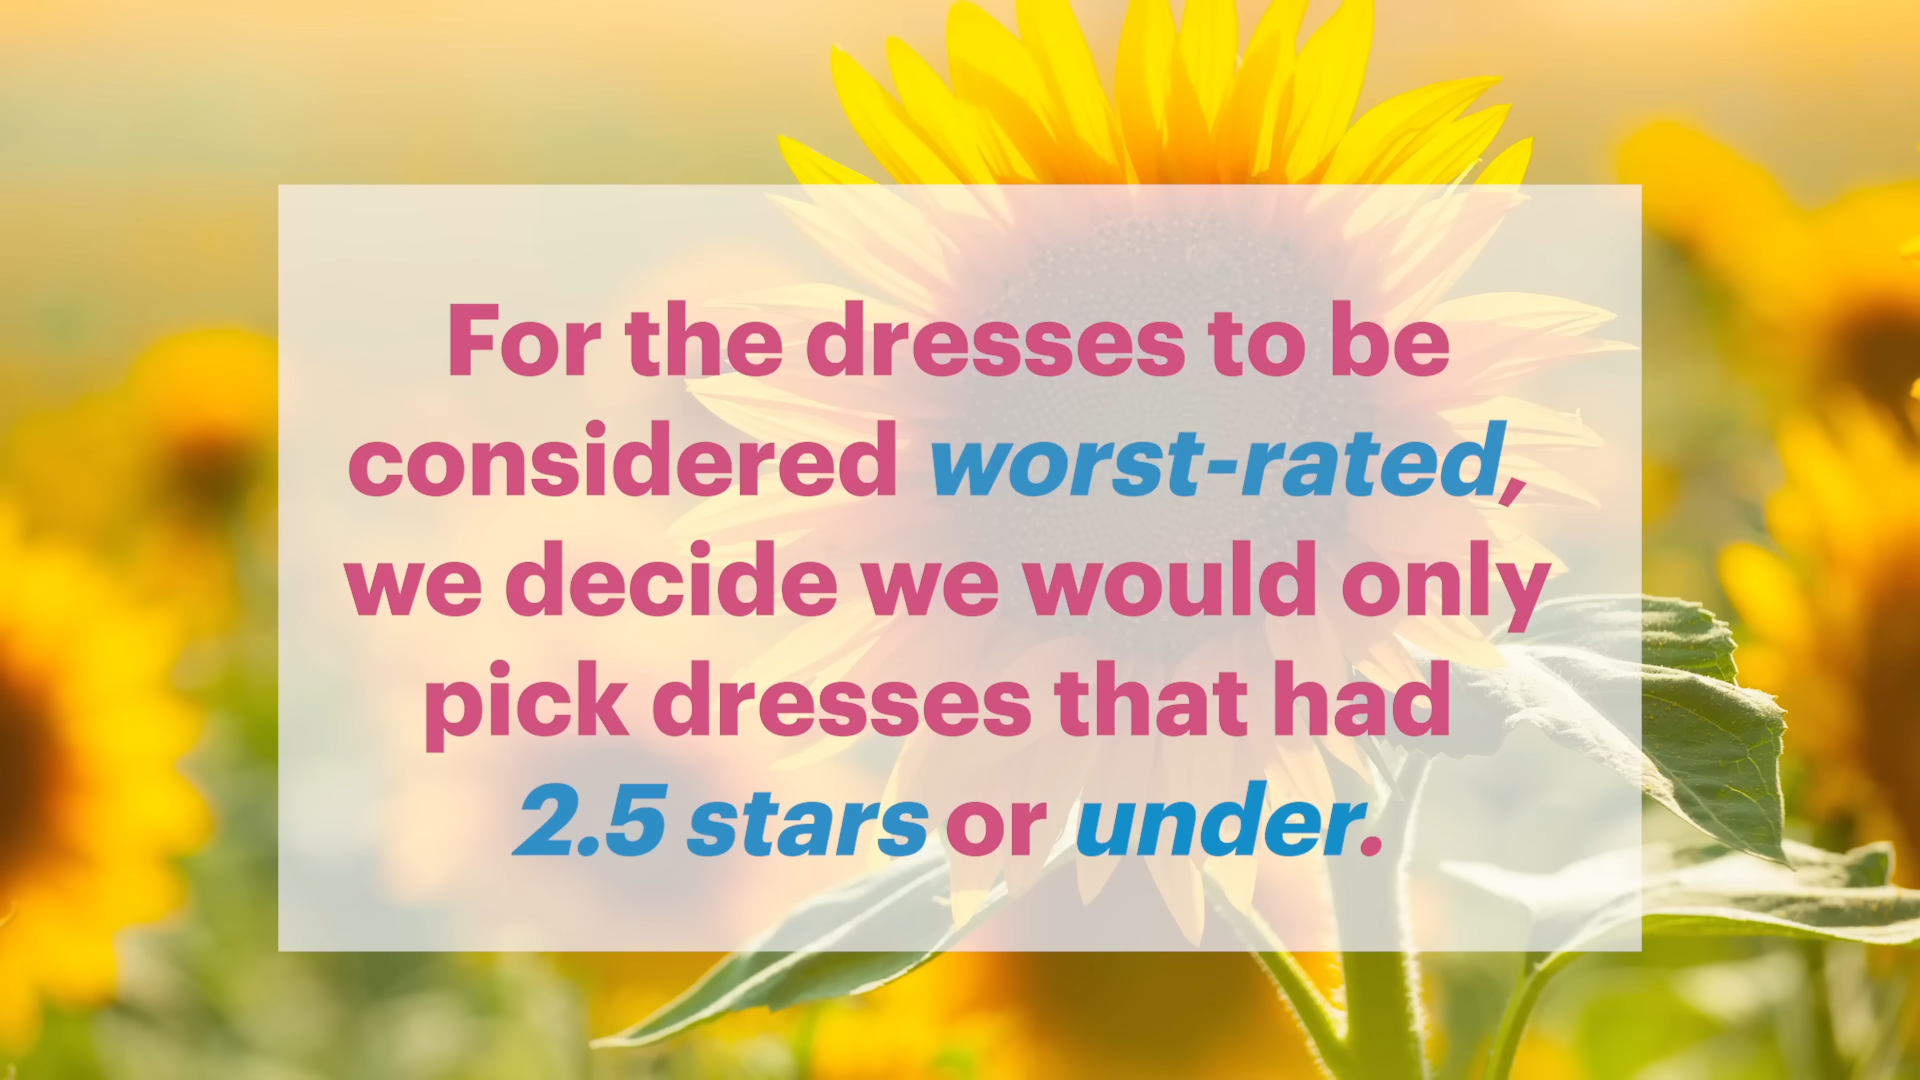 For the dresses to be
considered worst-rated,
we decide we would only
pick dresses that had
2.5 stars or under.